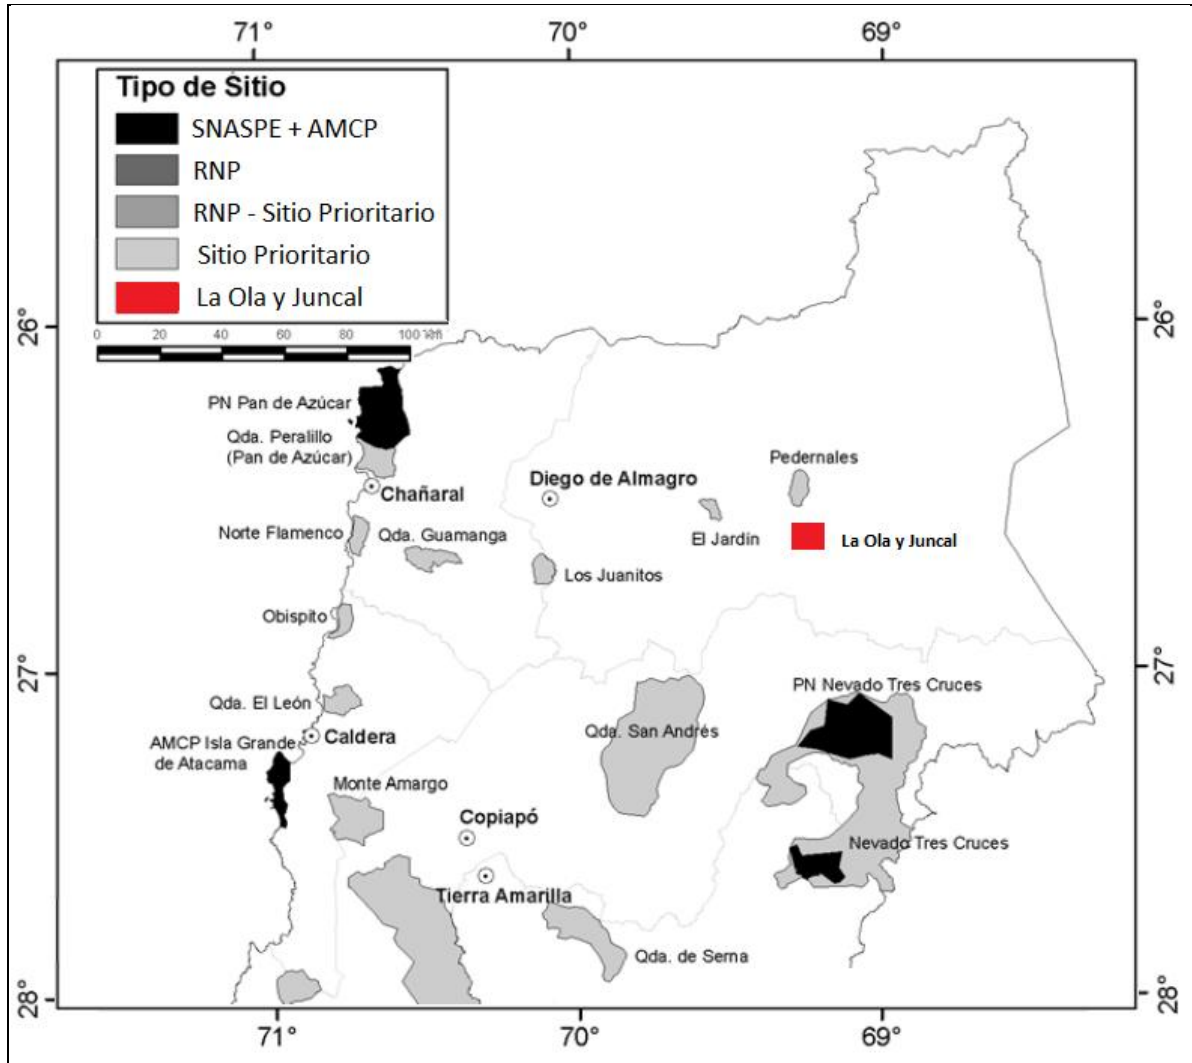 71° 70° 69°
Tipo de Sitio
SNASPE + AMCP
RNP
RNP - Sitio Prioritario
Sitio Prioritario
La Ola y Juncal
0 20 40 60 80 100 km
26° 26°
PN Pan de Azúcar
Qda. Peralillo
(Pan de Azúcar)
Chañaral
Diego de Almagro
Pedernales
Norte Flamenco
Qda. Guamanga
El Jardín
La Ola y Juncal
Los Juanitos
Obispito
27° 27°
PN Nevado Tres Cruces
Qda. El León
Caldera
Qda. San Andrés
AMCP Isla Grande
de Atacama
Monte Amargo
Copiapó
Nevado Tres Cruces
Tierra Amarilla
Qda. de Serna
28° 28°
71° 70° 69°